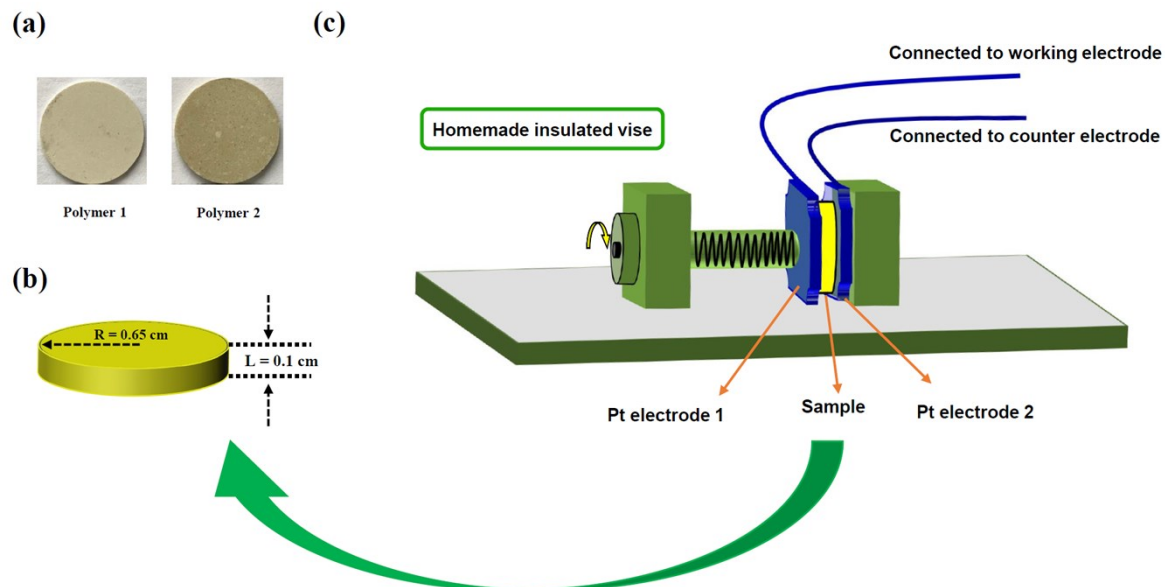 (a)
Polymer 1
Polymer 2
(b)
R = 0.65 cm
L = 0.1 cm
(c)
Connected to working electrode
Homemade insulated vise
Connected to counter electrode
Pt electrode 1
Sample
Pt electrode 2